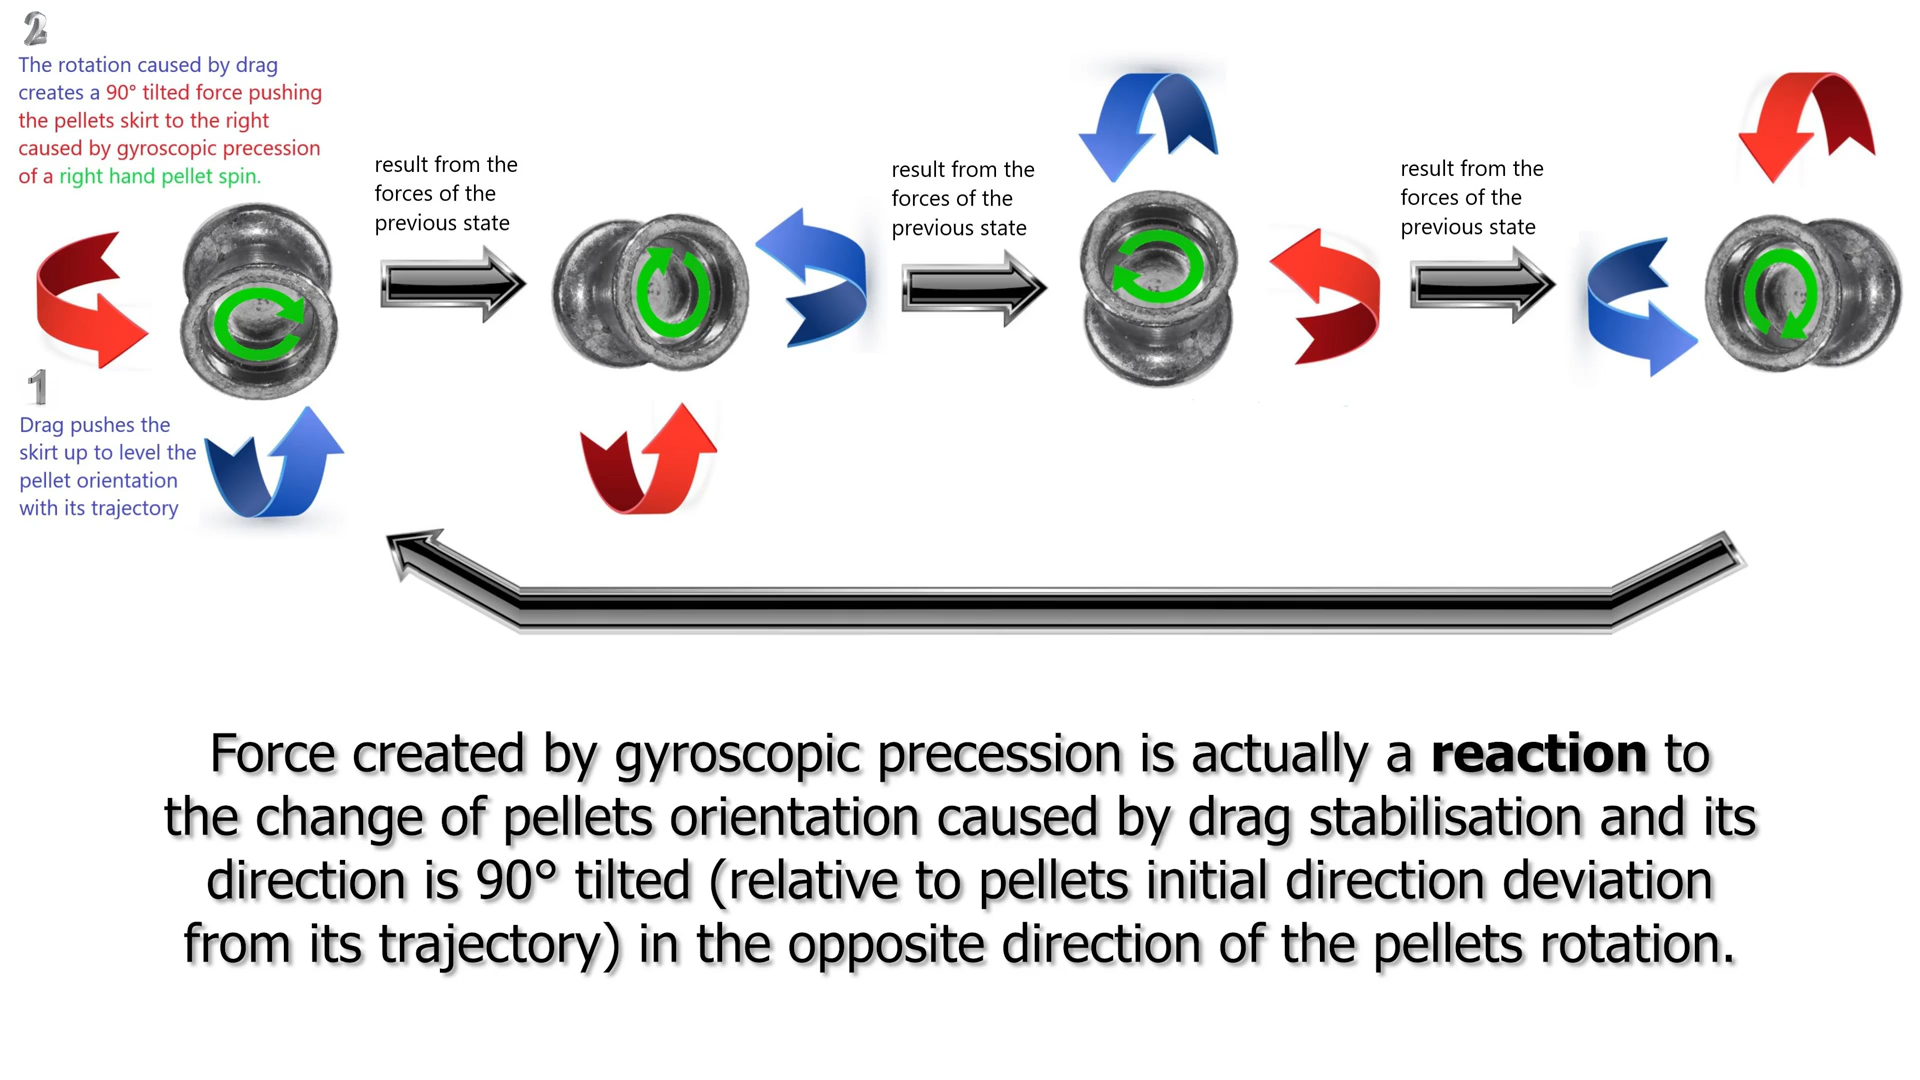 2
The rotation caused by drag
creates a 90° tilted force pushing
the pellets skirt to the right
caused by gyroscopic precession
of a right hand pellet spin.
1
Drag pushes the
skirt up to level the
pellet orientation
with its trajectory
result from the
forces of the
previous state
result from the
forces of the
previous state
result from the
forces of the
previous state
Force created by gyroscopic precession is actually a reaction to
the change of pellets orientation caused by drag stabilisation and its
direction is 90° tilted (relative to pellets initial direction deviation
from its trajectory) in the opposite direction of the pellets rotation.